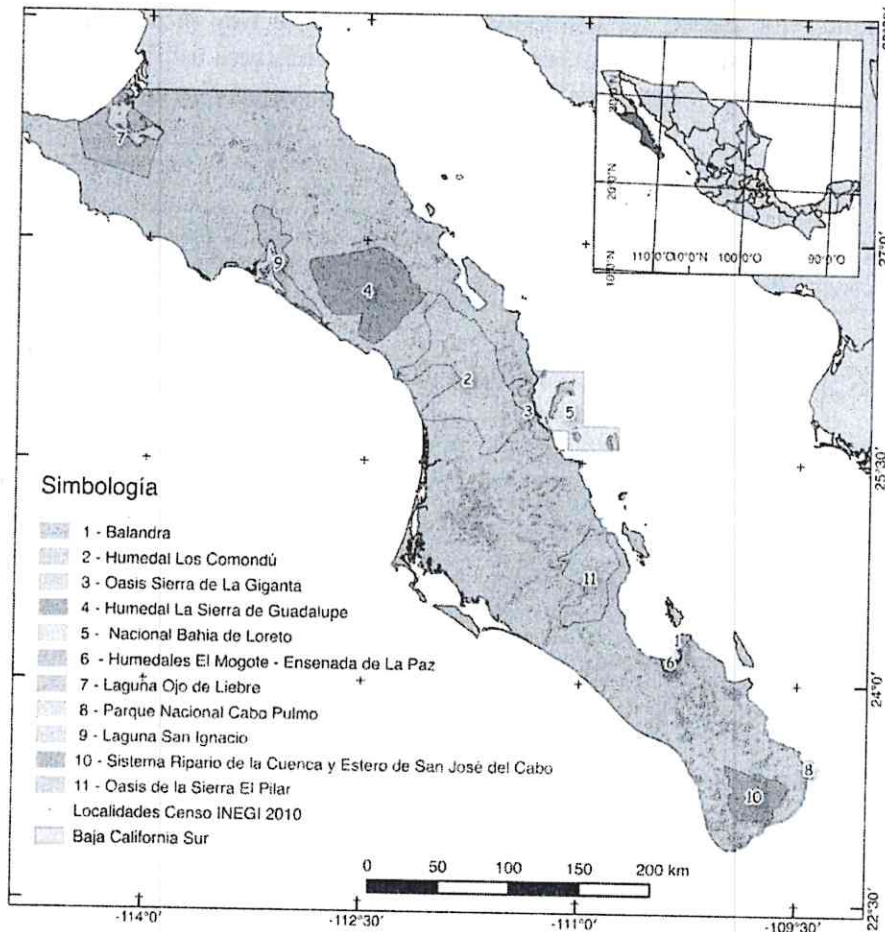 20°0'N
20°0'N
10°0'N
110°0'O
110°0'N
100°0'O
90°0'O
27°0'
25°30'
24°0'
22°30'
7
9
4
2
3
5
11
1
6
8
10
Simbología
1 - Balandra
2 - Humedal Los Comondú
3 - Oasis Sierra de La Giganta
4 - Humedal La Sierra de Guadalupe
5 - Nacional Bahia de Loreto
6 - Humedales El Mogote - Ensenada de La Paz
7 - Laguna Ojo de Liebre
8 - Parque Nacional Cabo Pulmo
9 - Laguna San Ignacio
10 - Sistema Ripario de la Cuenca y Estero de San José del Cabo
11 - Oasis de la Sierra El Pilar
Localidades Censo INEGI 2010
Baja California Sur
0 50 100 150 200 km
-114°0' -112°30' -111°0' -109°30'